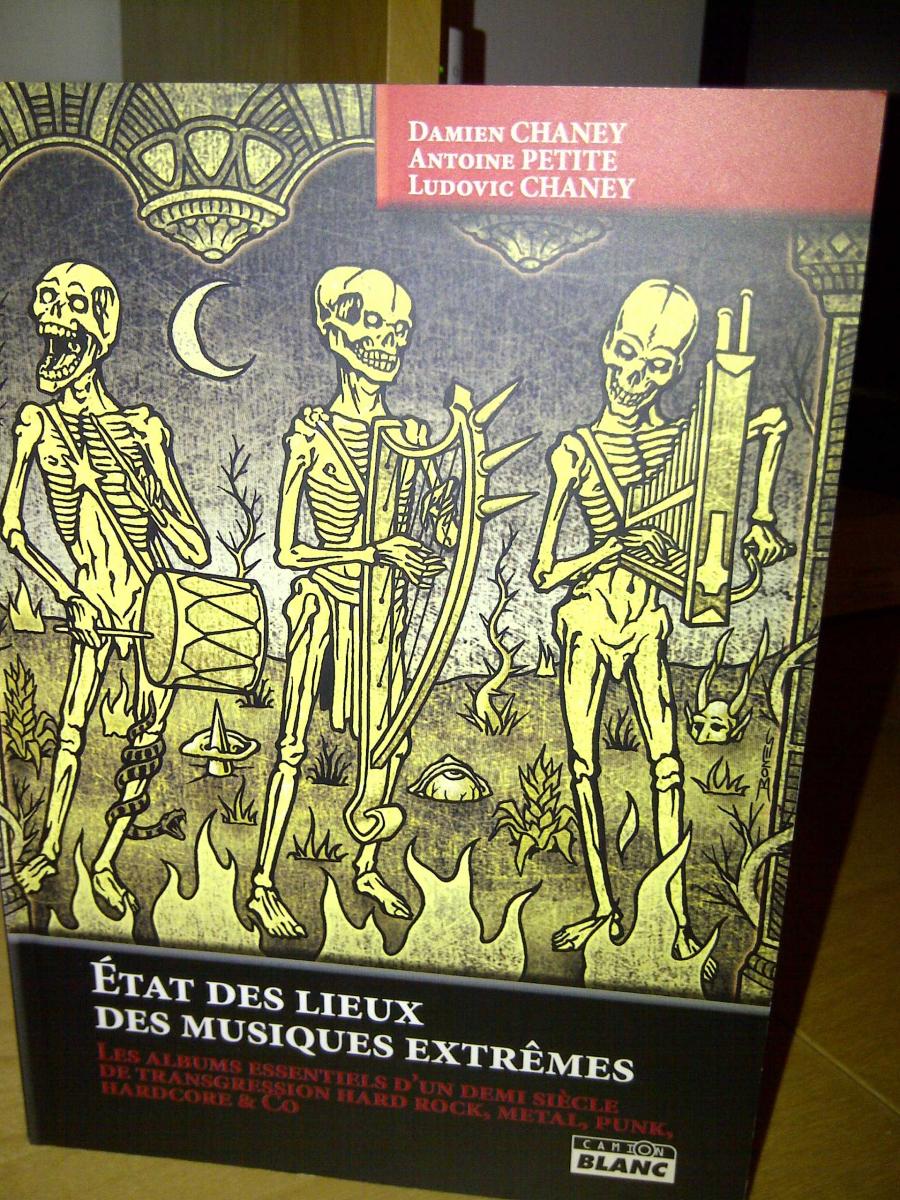 Damien CHANEY
Antoine PETITE
Ludovic CHANEY
BONES
ÉTAT DES LIEUX
DES MUSIQUES EXTRÊMES
LES ALBUMS ESSENTIELS D'UN DEMI SIÈCLE
DE TRANSGRESSION HARD ROCK, METAL, PUNK,
HARDCORE & CO
CAMION
BLANC